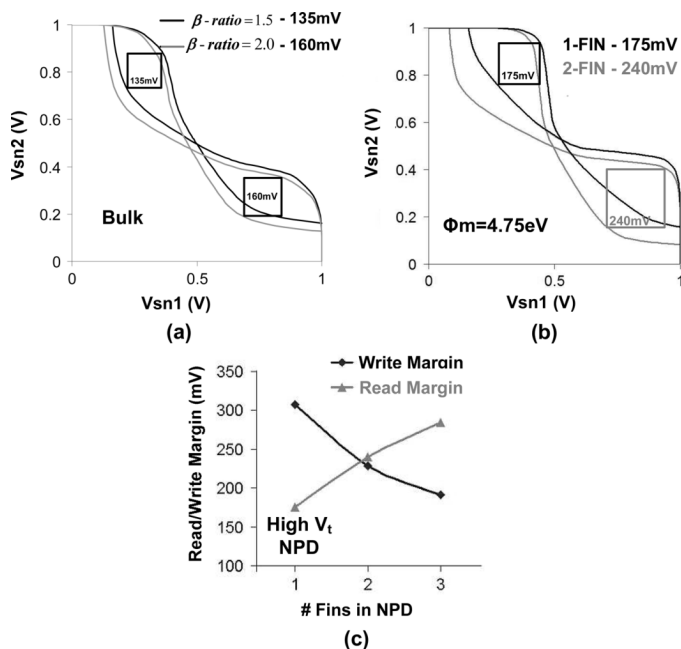 β-ratio = 1.5 - 135mV
β-ratio = 2.0 - 160mV
1
0.8
0.6
0.4
0.2
0
Vsn2 (V)
135mV
160mV
Bulk
0
0.5
1
Vsn1 (V)
(a)
1-FIN - 175mV
2-FIN - 240mV
1
0.8
0.6
0.4
0.2
0
Vsn2 (V)
175mV
240mV
Φm=4.75eV
0
0.5
1
Vsn1 (V)
(b)
Write Margin
Read Margin
350
300
250
200
150
100
Read/Write Margin (mV)
High Vt
NPD
1
2
3
# Fins in NPD
(c)